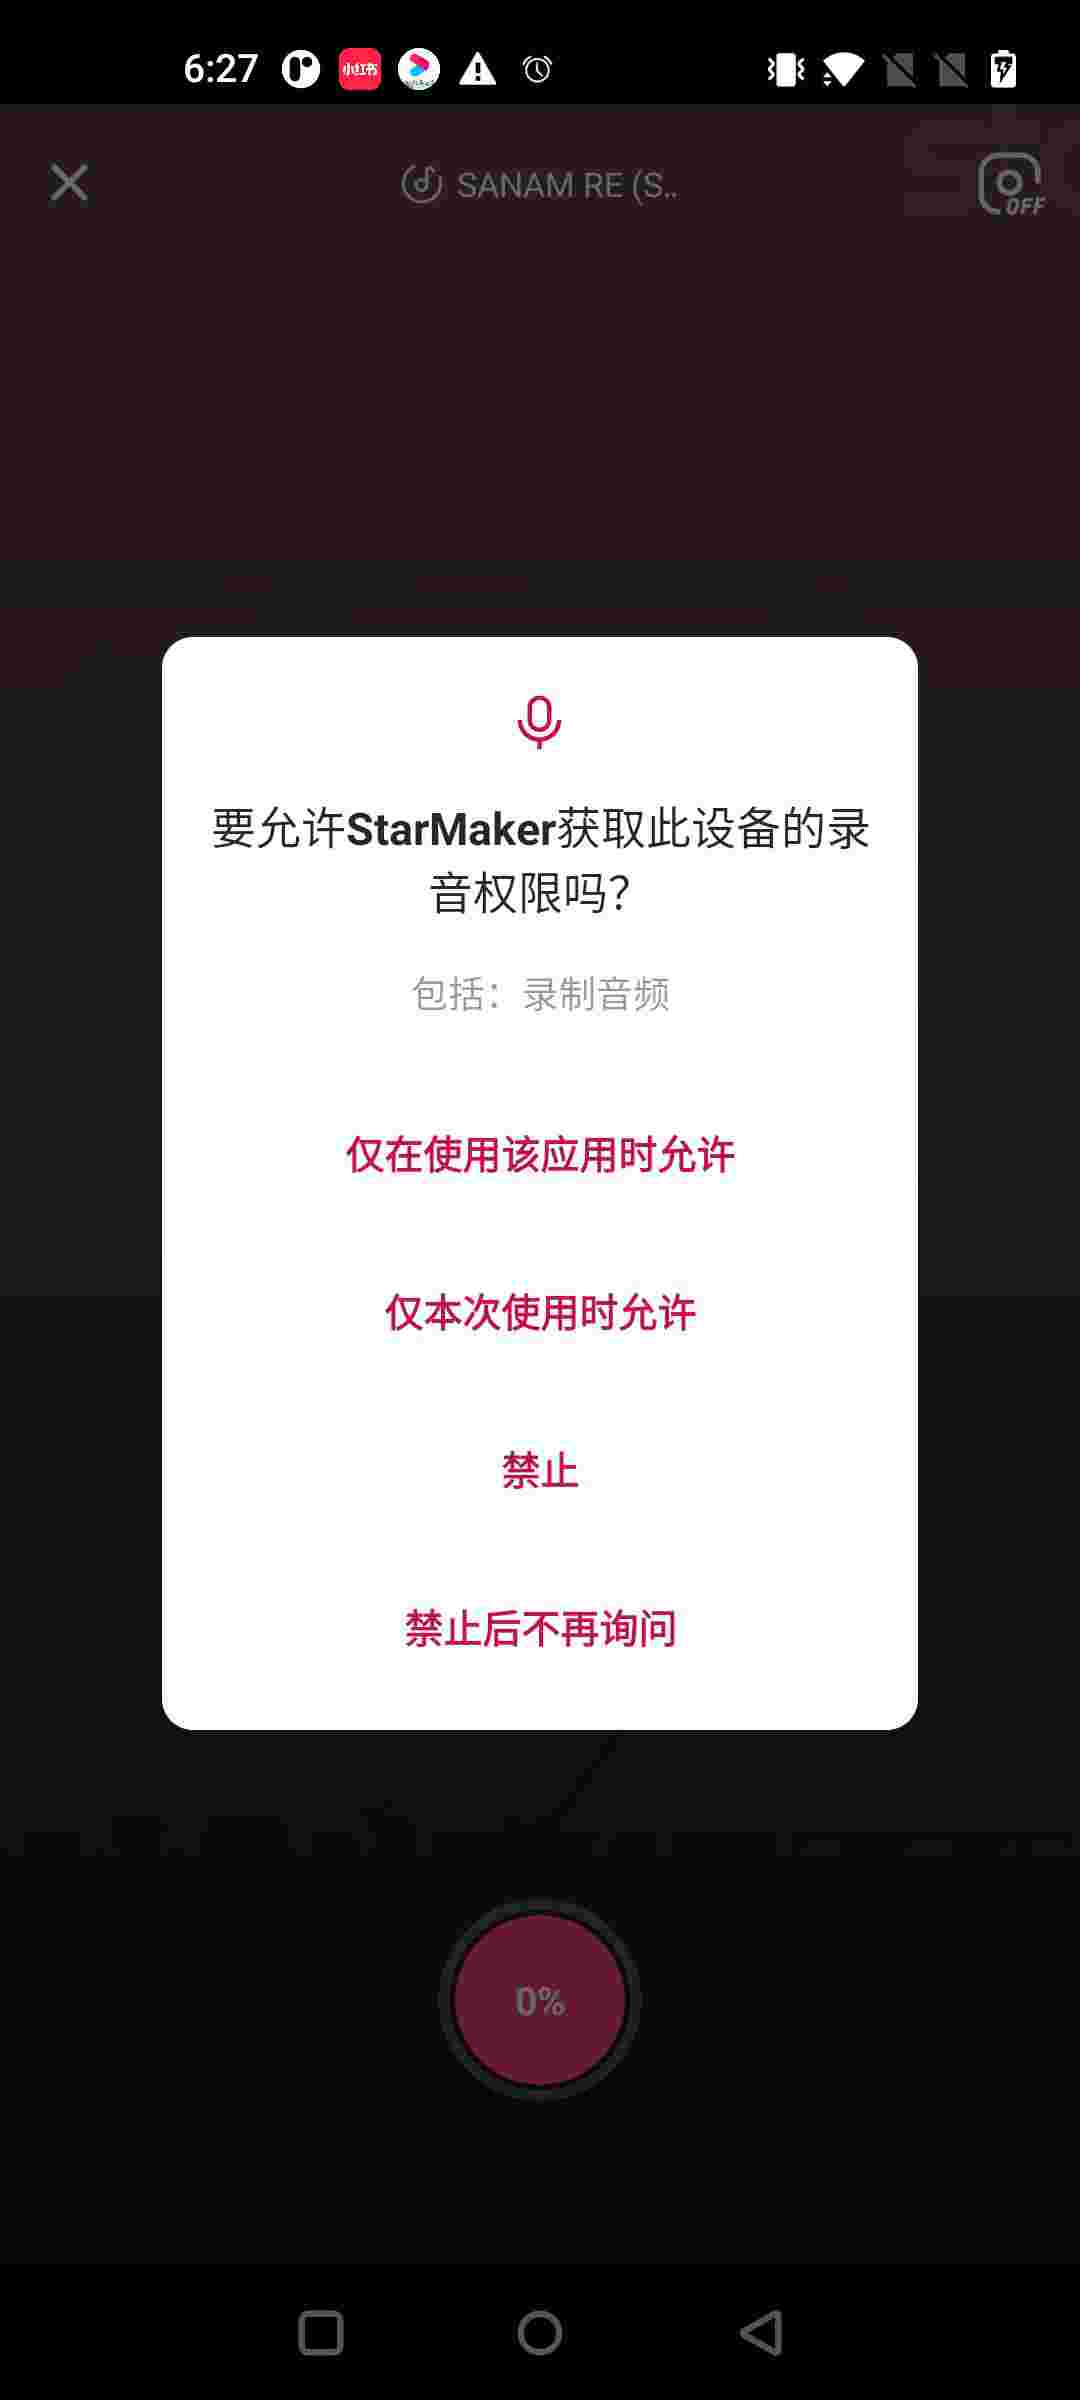 6:27
小红书
SANAM RE (S..
OFF
要允许StarMaker获取此设备的录
音权限吗？
包括：录制音频
仅在使用该应用时允许
仅本次使用时允许
禁止
禁止后不再询问
0%